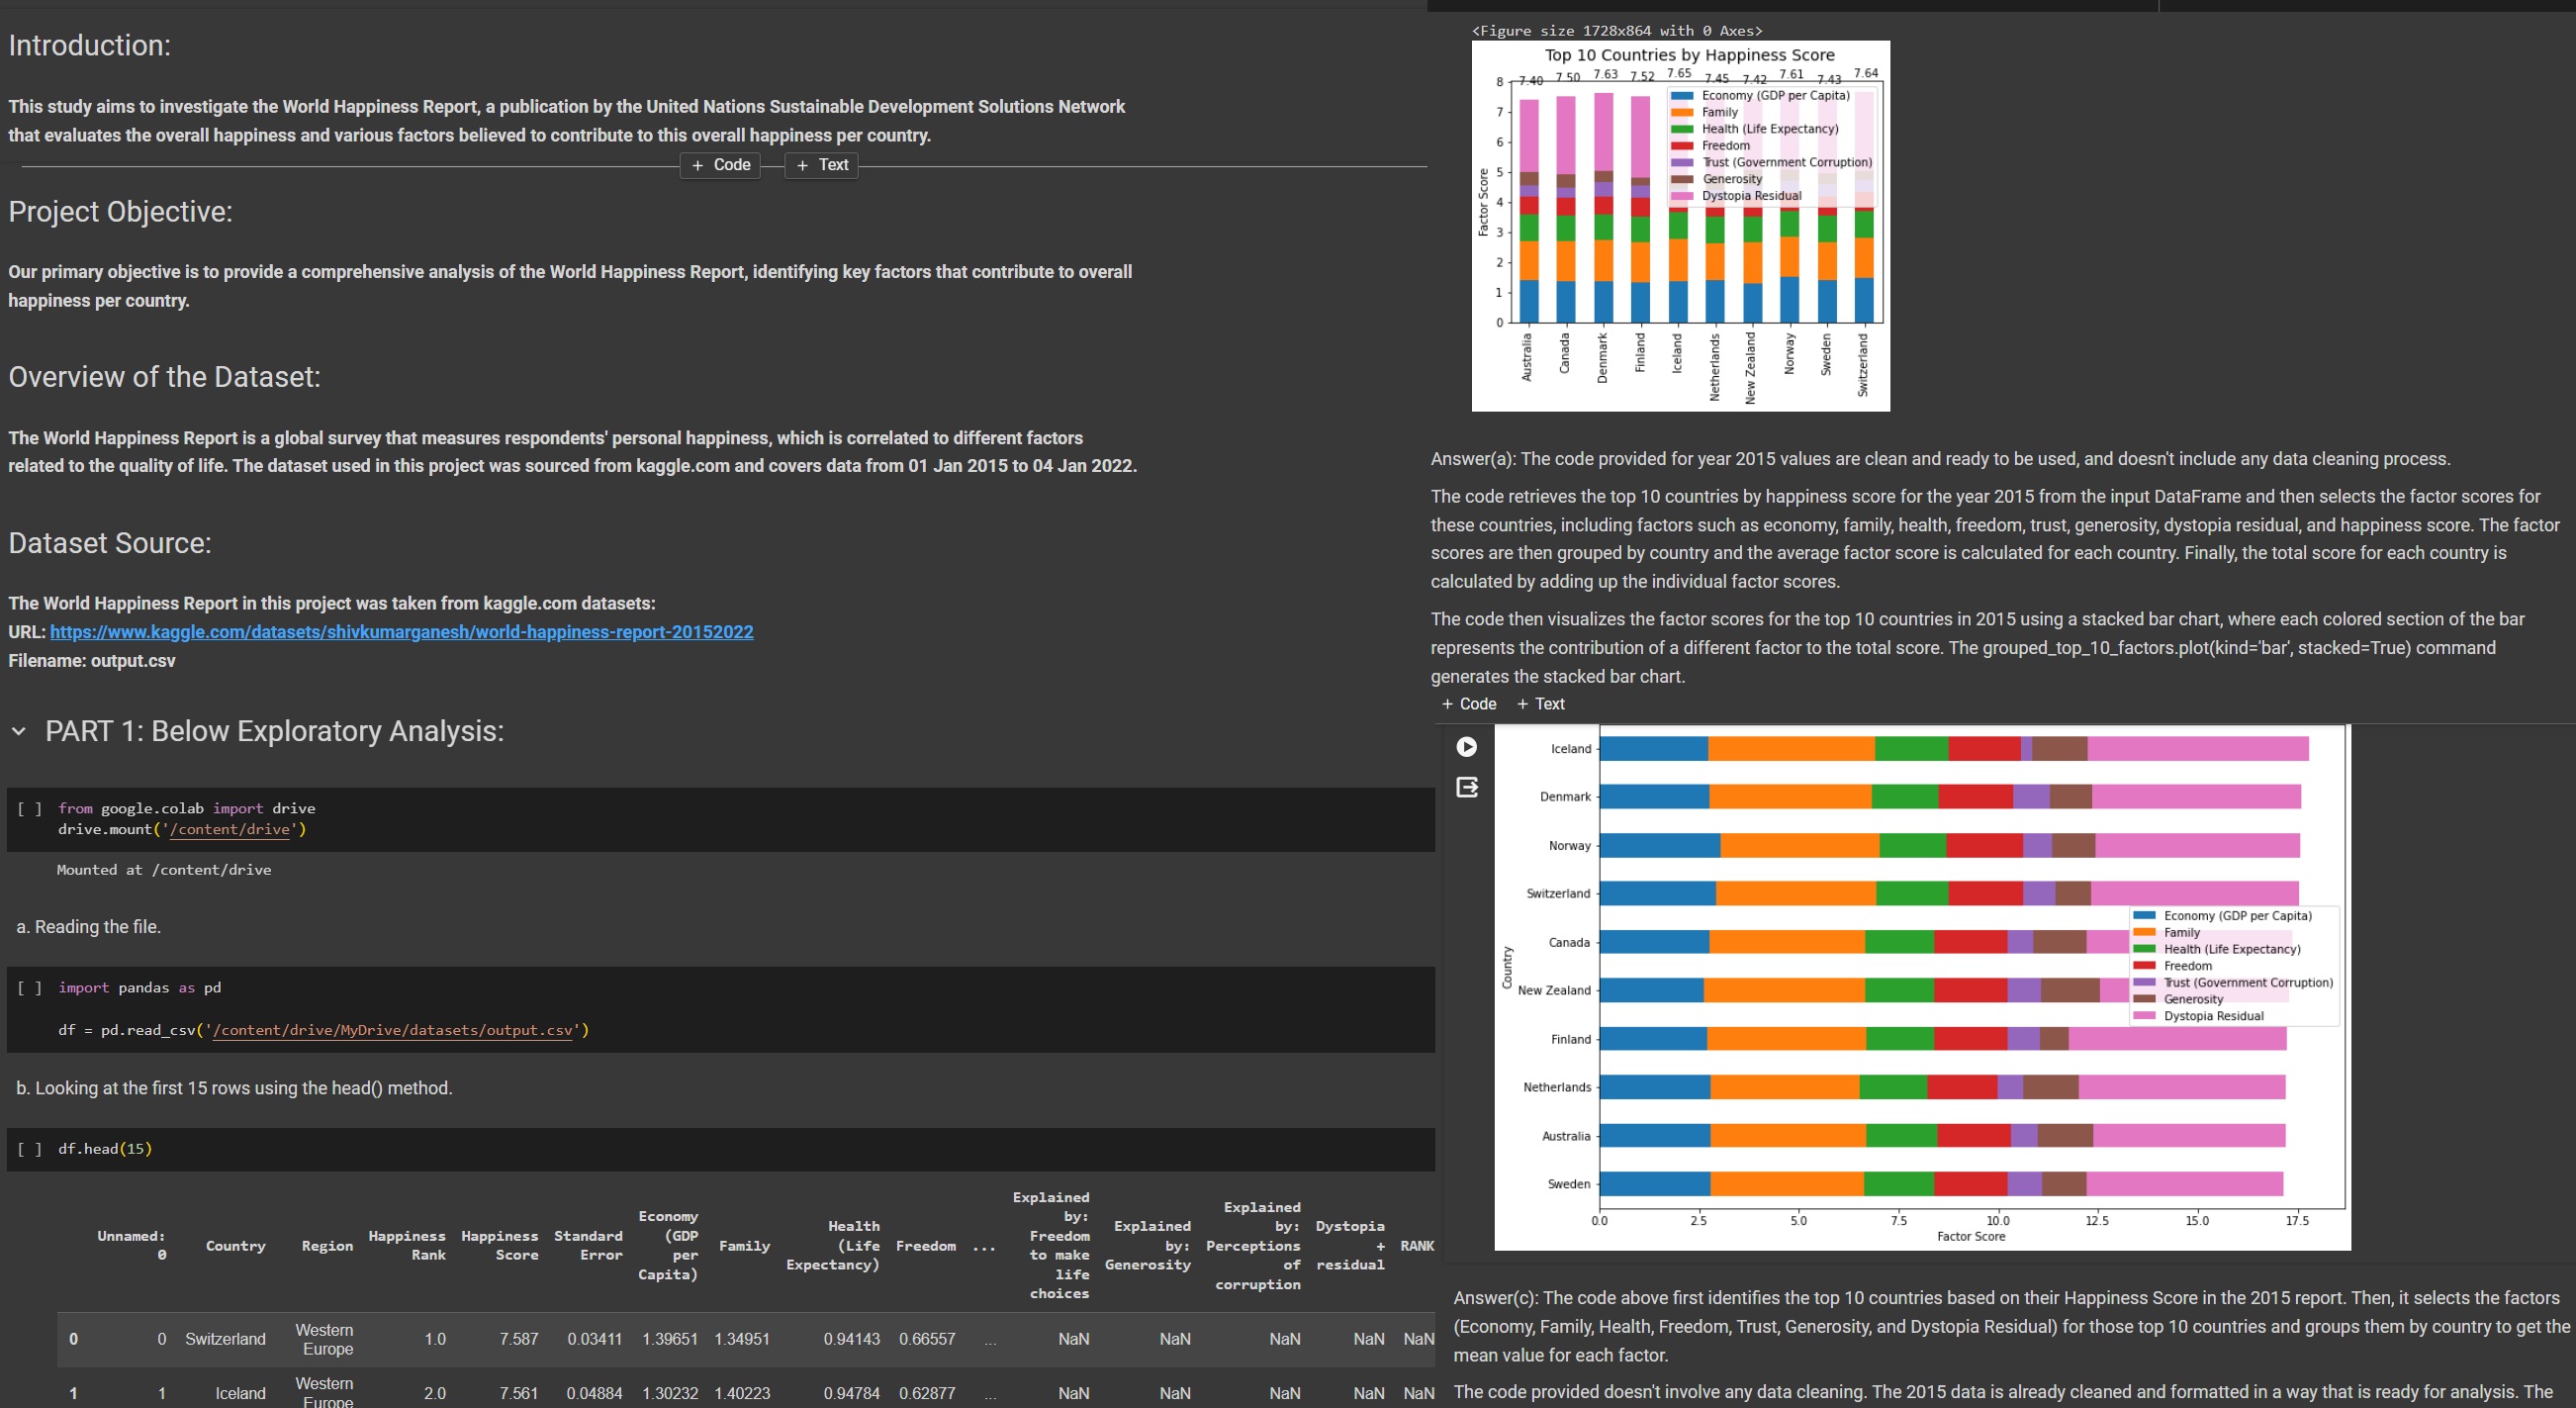 Introduction:
This study aims to investigate the World Happiness Report, a publication by the United Nations Sustainable Development Solutions Network
that evaluates the overall happiness and various factors believed to contribute to this overall happiness per country.
+ Code + Text
Project Objective:
Our primary objective is to provide a comprehensive analysis of the World Happiness Report, identifying key factors that contribute to overall
happiness per country.
Overview of the Dataset:
The World Happiness Report is a global survey that measures respondents' personal happiness, which is correlated to different factors
related to the quality of life. The dataset used in this project was sourced from kaggle.com and covers data from 01 Jan 2015 to 04 Jan 2022.
Dataset Source:
The World Happiness Report in this project was taken from kaggle.com datasets:
URL: https://www.kaggle.com/datasets/shivkumarganesh/world-happiness-report-20152022
Filename: output.csv
PART 1: Below Exploratory Analysis:
[ ] from google.colab import drive
drive.mount('/content/drive')
Mounted at /content/drive
a. Reading the file.
[ ] import pandas as pd
df = pd.read_csv('/content/drive/MyDrive/datasets/output.csv')
b. Looking at the first 15 rows using the head() method.
[ ] df.head(15)
Unnamed: 0 Country Region Happiness Rank Happiness Score Standard Error Economy (GDP per Capita) Family Health (Life Expectancy) Freedom ... Explained by: Freedom to make life choices Explained by: Generosity Explained by: Perceptions of corruption Dystopia + residual RANK
0 0 Switzerland Western Europe 1.0 7.587 0.03411 1.39651 1.34951 0.94143 0.66557 ... NaN NaN NaN NaN NaN
1 1 Iceland Western Europe 2.0 7.561 0.04884 1.30232 1.40223 0.94784 0.62877 ... NaN NaN NaN NaN NaN
<Figure size 1728x864 with 0 Axes>
Top 10 Countries by Happiness Score
7.40 7.50 7.63 7.52 7.65 7.45 7.42 7.61 7.43 7.64
8
7
6
5
4
3
2
1
0
Factor Score
Economy (GDP per Capita)
Family
Health (Life Expectancy)
Freedom
Trust (Government Corruption)
Generosity
Dystopia Residual
Australia
Canada
Denmark
Finland
Iceland
Netherlands
New Zealand
Norway
Sweden
Switzerland
Answer(a): The code provided for year 2015 values are clean and ready to be used, and doesn't include any data cleaning process.
The code retrieves the top 10 countries by happiness score for the year 2015 from the input DataFrame and then selects the factor scores for
these countries, including factors such as economy, family, health, freedom, trust, generosity, dystopia residual, and happiness score. The factor
scores are then grouped by country and the average factor score is calculated for each country. Finally, the total score for each country is
calculated by adding up the individual factor scores.
The code then visualizes the factor scores for the top 10 countries in 2015 using a stacked bar chart, where each colored section of the bar
represents the contribution of a different factor to the total score. The grouped_top_10_factors.plot(kind='bar', stacked=True) command
generates the stacked bar chart.
+ Code + Text
Country
Iceland
Denmark
Norway
Switzerland
Canada
New Zealand
Finland
Netherlands
Australia
Sweden
Economy (GDP per Capita)
Family
Health (Life Expectancy)
Freedom
Trust (Government Corruption)
Generosity
Dystopia Residual
0.0 2.5 5.0 7.5 10.0 12.5 15.0 17.5
Factor Score
Answer(c): The code above first identifies the top 10 countries based on their Happiness Score in the 2015 report. Then, it selects the factors
(Economy, Family, Health, Freedom, Trust, Generosity, and Dystopia Residual) for those top 10 countries and groups them by country to get the
mean value for each factor.
The code provided doesn't involve any data cleaning. The 2015 data is already cleaned and formatted in a way that is ready for analysis. The